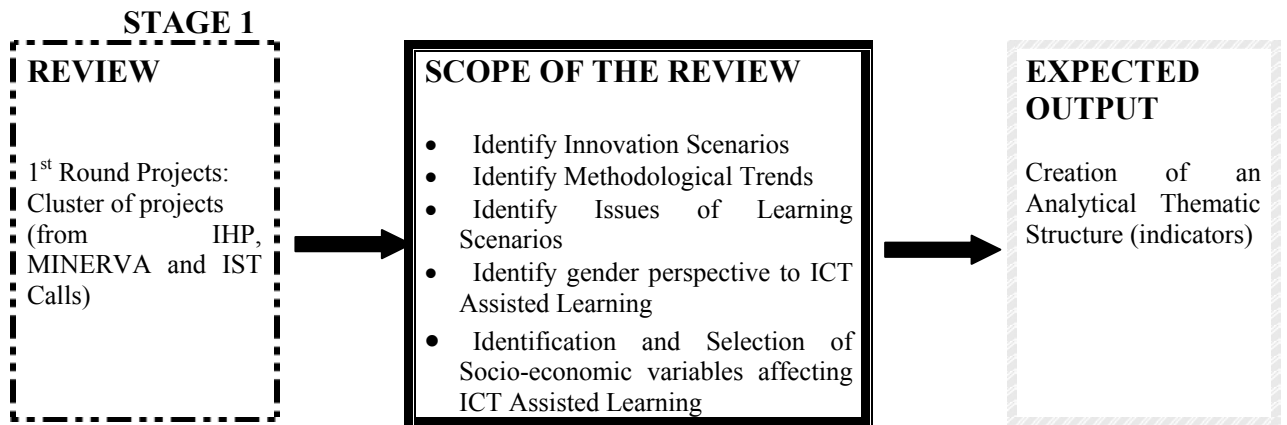 STAGE 1
REVIEW
1st Round Projects:
Cluster of projects
(from IHP,
MINERVA and IST
Calls)
SCOPE OF THE REVIEW
• Identify Innovation Scenarios
• Identify Methodological Trends
• Identify Issues of Learning
Scenarios
• Identify gender perspective to ICT
Assisted Learning
• Identification and Selection of
Socio-economic variables affecting
ICT Assisted Learning
EXPECTED
OUTPUT
Creation of an
Analytical Thematic
Structure (indicators)